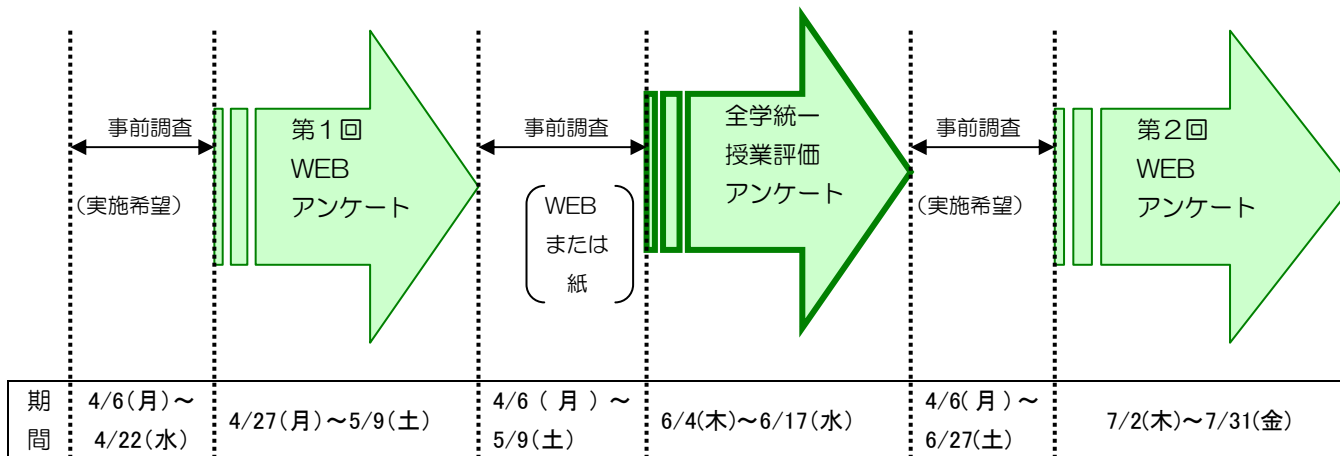 事前調査
(実施希望)
第1回
WEB
アンケート
事前調査
WEB
または
紙
全学統一
授業評価
アンケート
事前調査
(実施希望)
第2回
WEB
アンケート
期間
4/6(月)~
4/22(水)
4/27(月)~5/9(土)
4/6(月)~
5/9(土)
6/4(木)~6/17(水)
4/6(月)~
6/27(土)
7/2(木)~7/31(金)